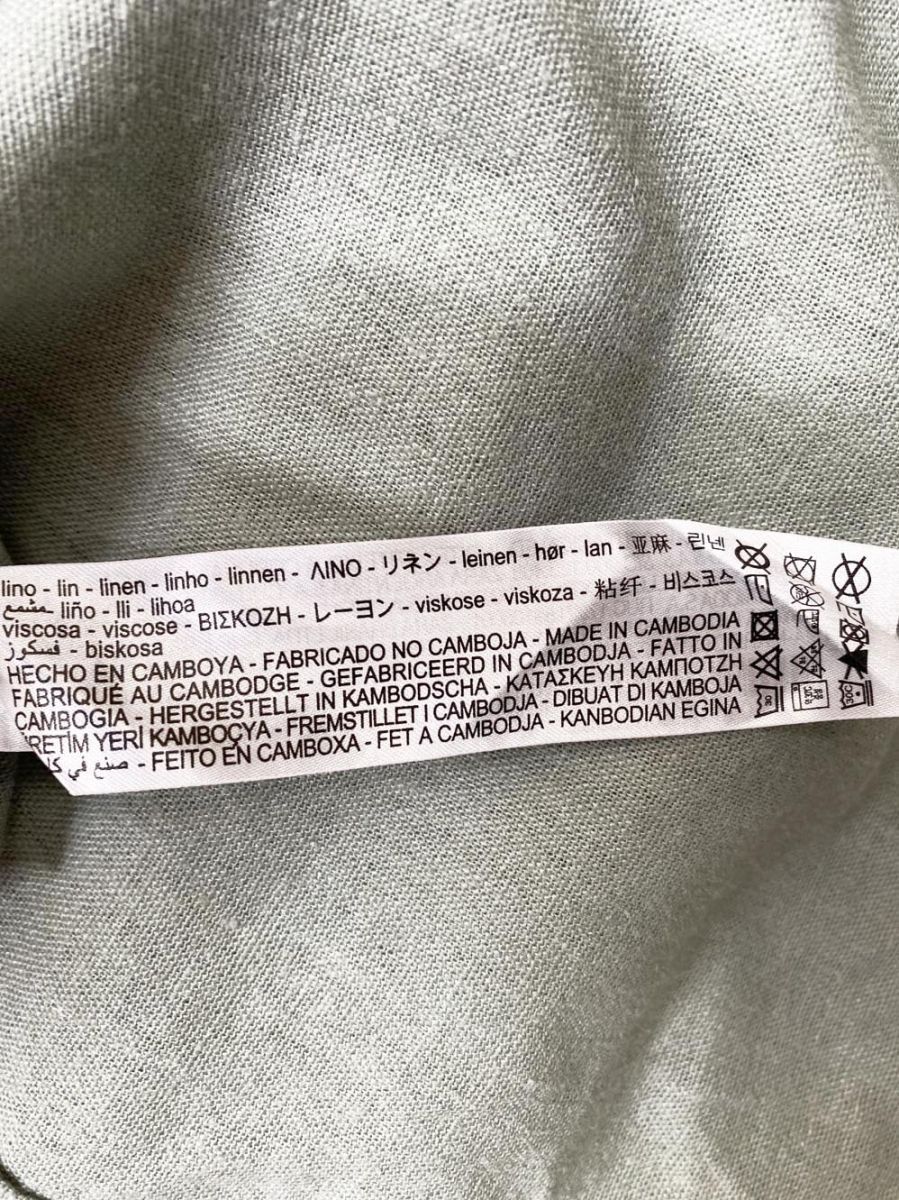 lino - lin - linen - linho - linnen - ΛΙΝΟ - リネン - leinen - hør - lan - 亚麻 - 린넨
مشمع - liño - lli - lihoa
viscosa - viscose - ΒΙΣΚΟΖΗ - レーヨン - viskose - viskoza - 粘纤 - 비스코스
فسكوز - biskosa
HECHO EN CAMBOYA - FABRICADO NO CAMBOJA - MADE IN CAMBODIA
FABRIQUÉ AU CAMBODGE - GEFABRICEERD IN CAMBODJA - FATTO IN
CAMBOGIA - HERGESTELLT IN KAMBODSCHA - ΚΑΤΑΣΚΕΥΗ ΚΑΜΠΟΤΖΗ
ÜRETİM YERİ KAMBOÇYA - FREMSTILLET I CAMBODJA - DIBUAT DI KAMBOJA
صنع في - FEITO EN CAMBOXA - FET A CAMBODJA - KANBODIAN EGINA